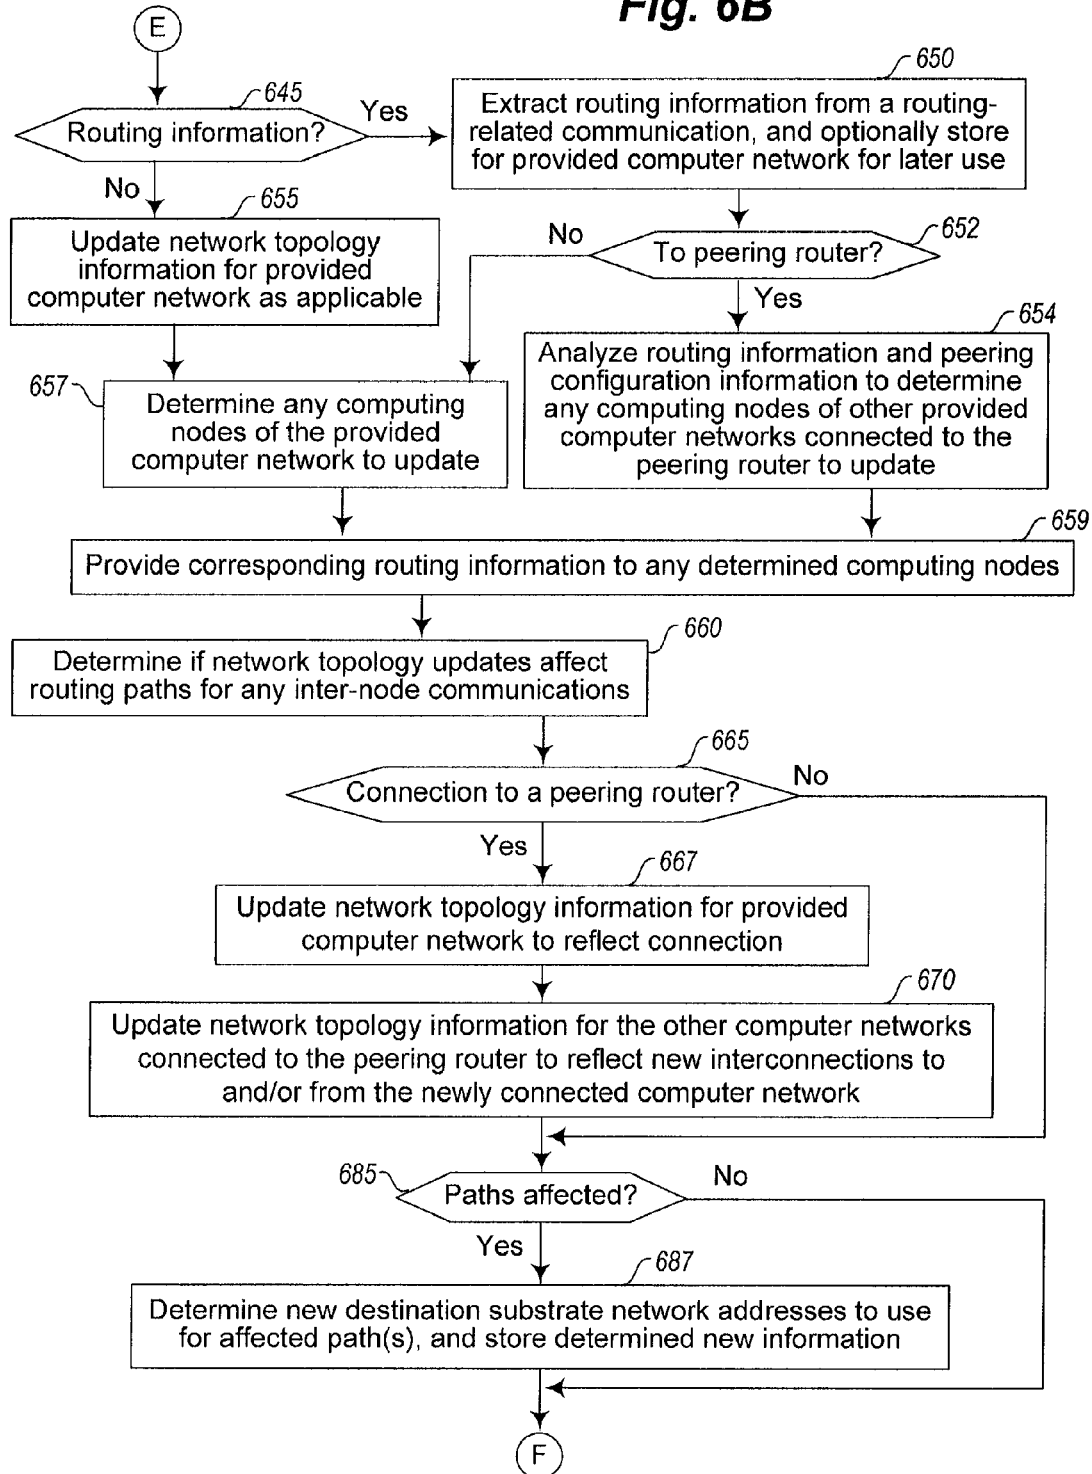 Fig. 6B
E
645
Routing information?
Yes
No
650
Extract routing information from a routing-
related communication, and optionally store
for provided computer network for later use
655
Update network topology
information for provided
computer network as applicable
652
To peering router?
No
Yes
654
Analyze routing information and peering
configuration information to determine
any computing nodes of other provided
computer networks connected to the
peering router to update
657
Determine any computing
nodes of the provided
computer network to update
659
Provide corresponding routing information to any determined computing nodes
660
Determine if network topology updates affect
routing paths for any inter-node communications
665
Connection to a peering router?
No
Yes
667
Update network topology information for provided
computer network to reflect connection
670
Update network topology information for the other computer networks
connected to the peering router to reflect new interconnections to
and/or from the newly connected computer network
685
Paths affected?
No
Yes
687
Determine new destination substrate network addresses to use
for affected path(s), and store determined new information
F